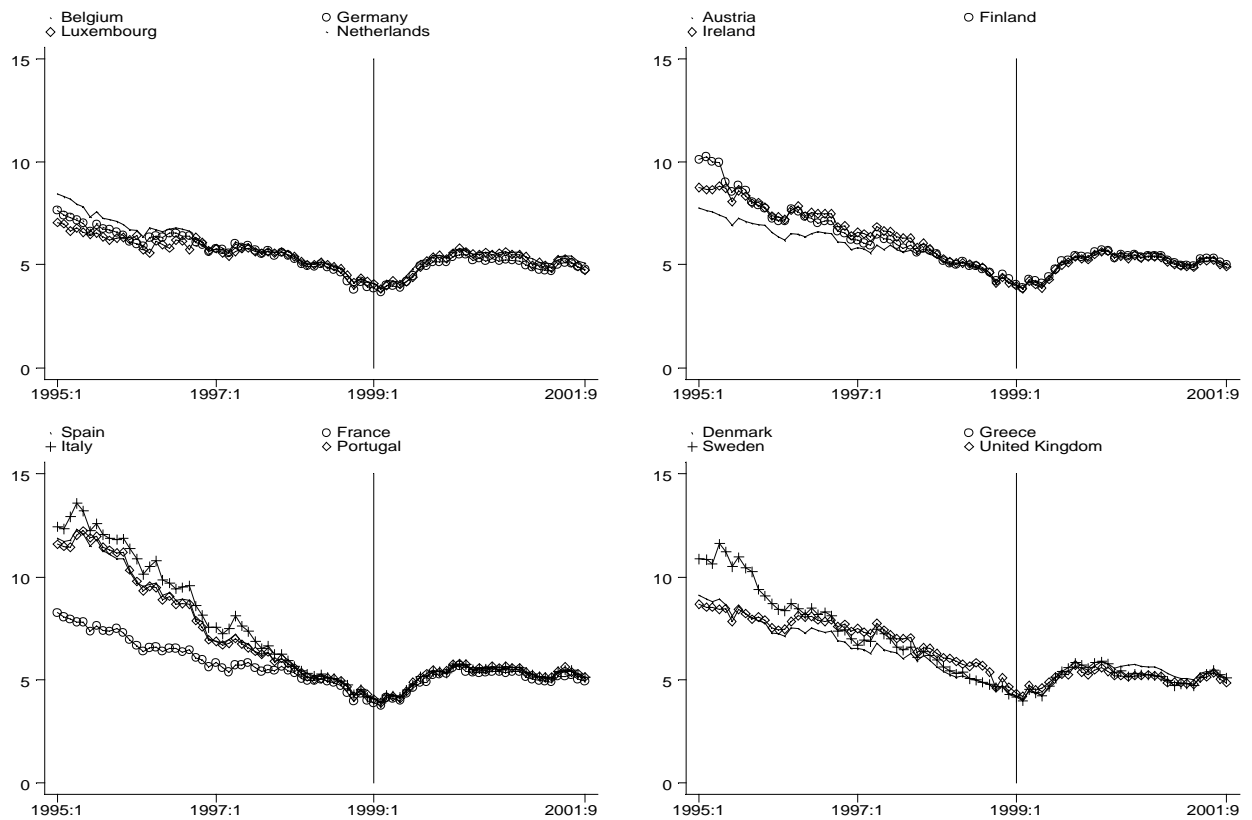 Belgium Germany
Luxembourg Netherlands
15
10
5
0
1995:1 1997:1 1999:1 2001:9
Austria Finland
Ireland
15
10
5
0
1995:1 1997:1 1999:1 2001:9
Spain France
Italy Portugal
15
10
5
0
1995:1 1997:1 1999:1 2001:9
Denmark Greece
Sweden United Kingdom
15
10
5
0
1995:1 1997:1 1999:1 2001:9